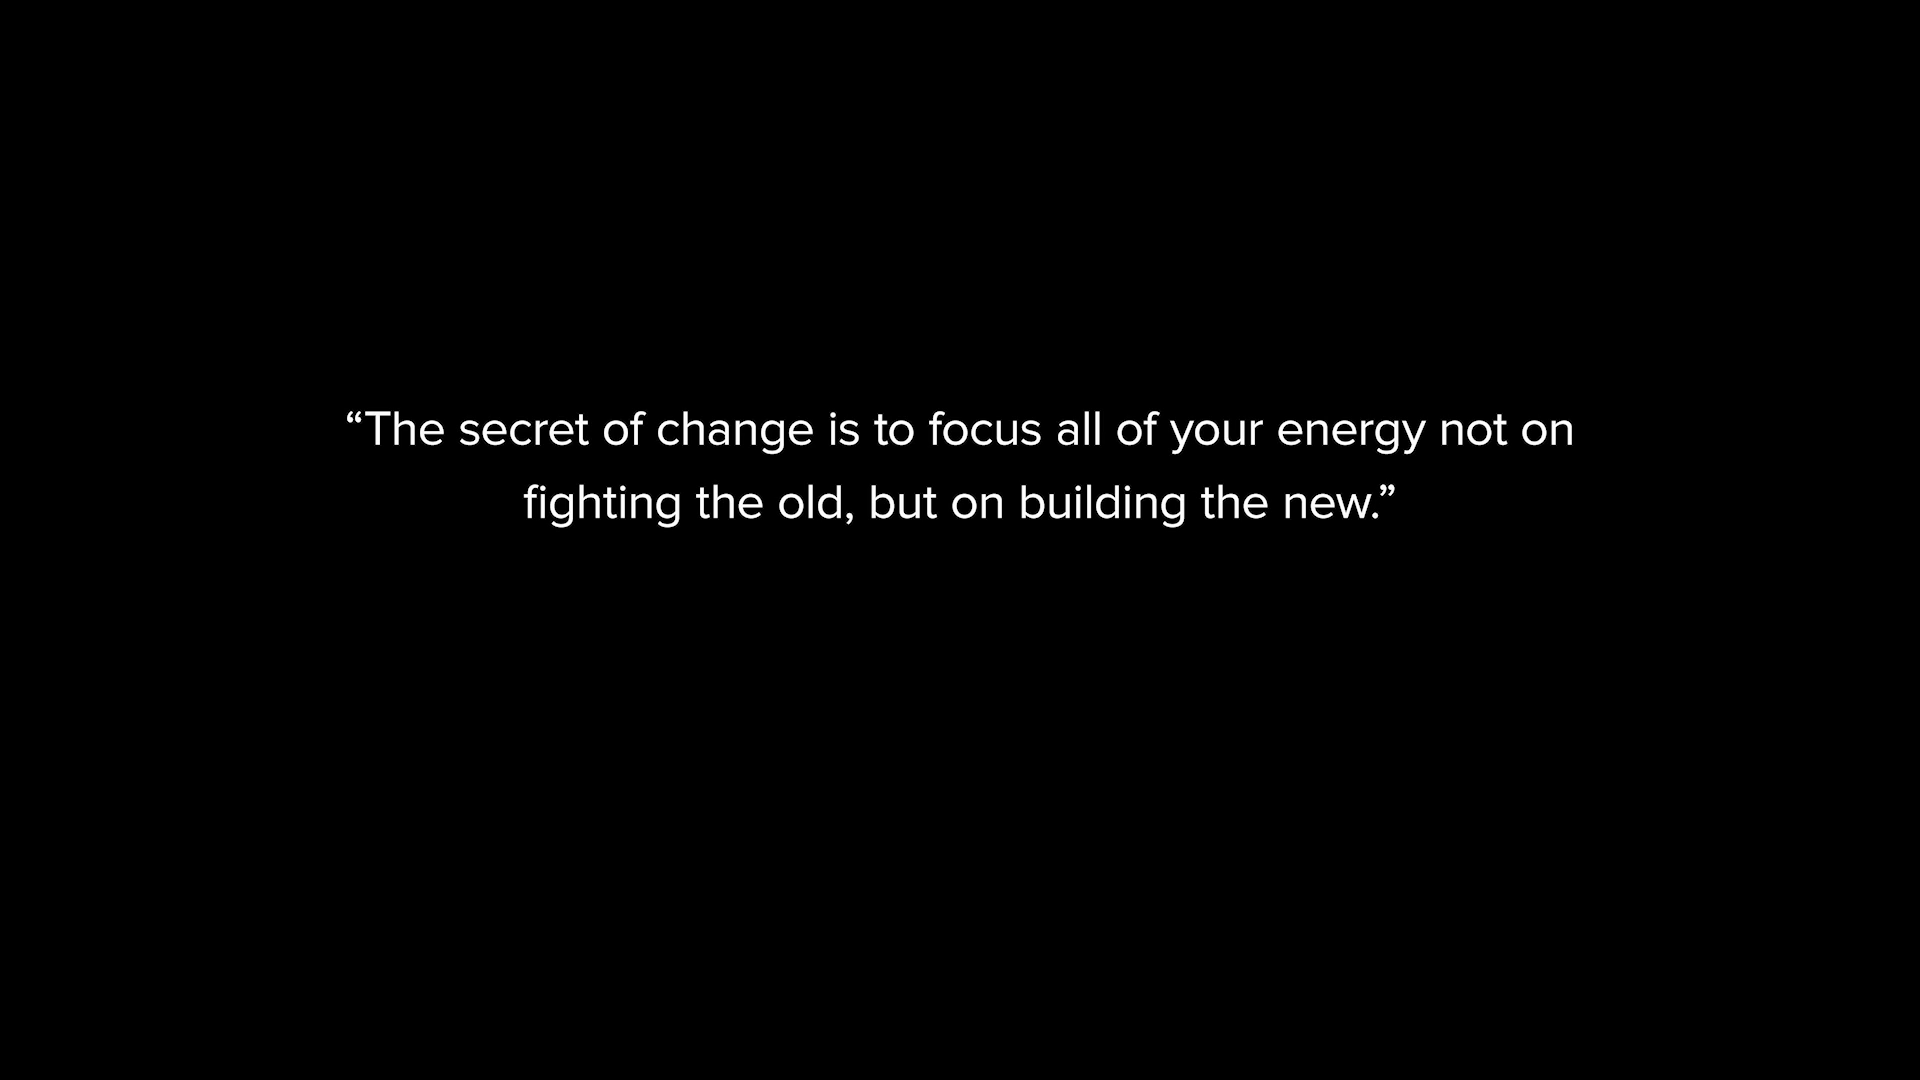 “The secret of change is to focus all of your energy not on
fighting the old, but on building the new.”